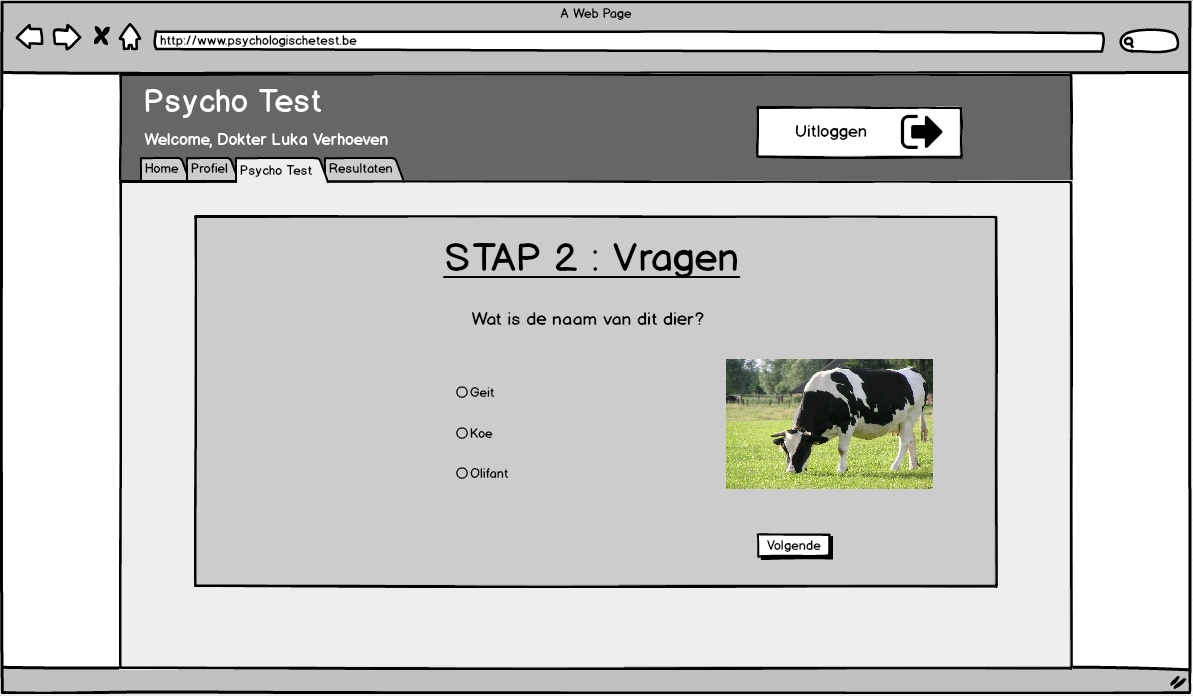 A Web Page
http://www.psychologischetest.be
Psycho Test
Welcome, Dokter Luka Verhoeven
Uitloggen
Home Profiel Psycho Test Resultaten
STAP 2 : Vragen
Wat is de naam van dit dier?
Geit
Koe
Olifant
Volgende